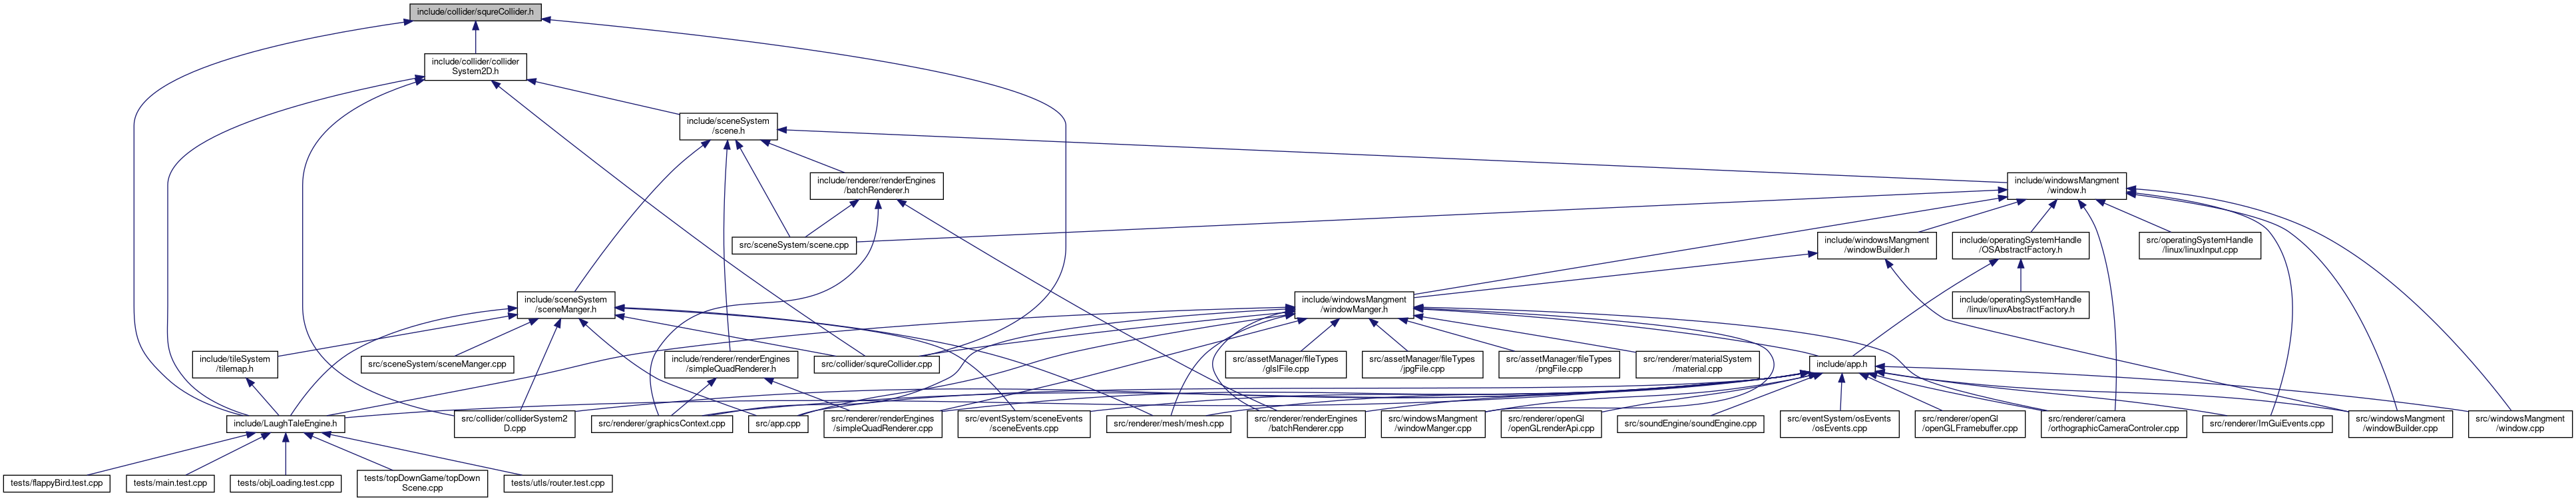 include/collider/squreCollider.h
include/collider/collider
System2D.h
include/sceneSystem
/scene.h
include/renderer/renderEngines
/batchRenderer.h
include/windowsMangment
/window.h
src/sceneSystem/scene.cpp
include/windowsMangment
/windowBuilder.h
include/operatingSystemHandle
/OSAbstractFactory.h
src/operatingSystemHandle
/linux/linuxInput.cpp
include/sceneSystem
/sceneManger.h
include/windowsMangment
/windowManger.h
include/operatingSystemHandle
/linux/linuxAbstractFactory.h
include/tileSystem
/tilemap.h
src/sceneSystem/sceneManger.cpp
include/renderer/renderEngines
/simpleQuadRenderer.h
src/collider/squreCollider.cpp
src/assetManager/fileTypes
/glslFile.cpp
src/assetManager/fileTypes
/jpgFile.cpp
src/assetManager/fileTypes
/pngFile.cpp
src/renderer/materialSystem
/material.cpp
include/app.h
include/LaughTaleEngine.h
src/collider/colliderSystem2
D.cpp
src/renderer/graphicsContext.cpp
src/app.cpp
src/renderer/renderEngines
/simpleQuadRenderer.cpp
src/eventSystem/sceneEvents
/sceneEvents.cpp
src/renderer/mesh/mesh.cpp
src/renderer/renderEngines
/batchRenderer.cpp
src/windowsMangment
/windowManger.cpp
src/renderer/openGl
/openGLrenderApi.cpp
src/soundEngine/soundEngine.cpp
src/eventSystem/osEvents
/osEvents.cpp
src/renderer/openGl
/openGLFramebuffer.cpp
src/renderer/camera
/orthographicCameraControler.cpp
src/renderer/ImGuiEvents.cpp
src/windowsMangment
/windowBuilder.cpp
src/windowsMangment
/window.cpp
tests/flappyBird.test.cpp
tests/main.test.cpp
tests/objLoading.test.cpp
tests/topDownGame/topDown
Scene.cpp
tests/utls/router.test.cpp